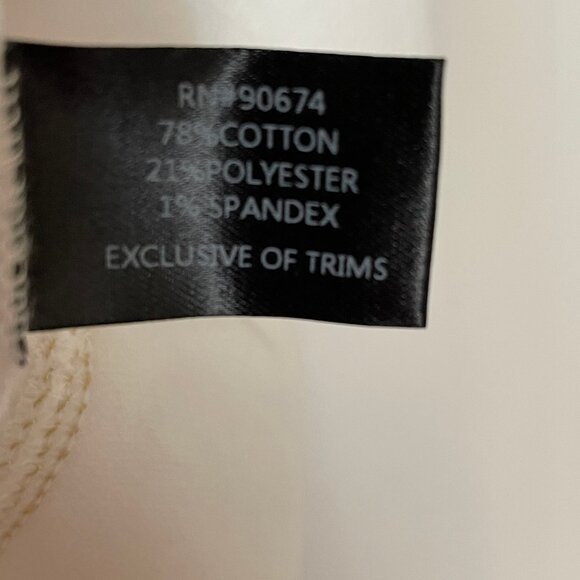 RN#90674
78%COTTON
21%POLYESTER
1%SPANDEX
EXCLUSIVE OF TRIMS